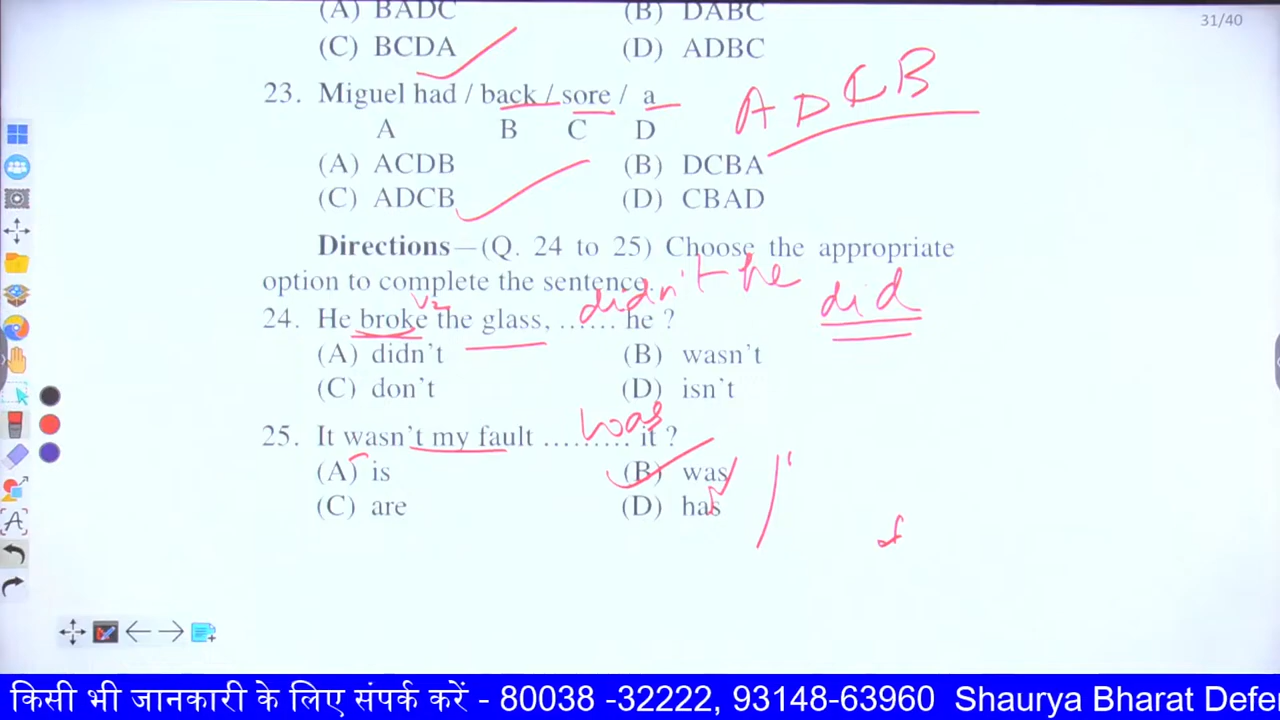 31/40
(A) BADC (B) DABC
(C) BCDA (D) ADBC
23. Miguel had / back / sore / a
A B C D
ADCB
(A) ACDB (B) DCBA
(C) ADCB (D) CBAD
Directions—(Q. 24 to 25) Choose the appropriate
option to complete the sentence.
didn't he
did
V2
24. He broke the glass, ...... he ?
(A) didn't (B) wasn't
(C) don't (D) isn't
was
25. It wasn't my fault ......... it ?
(A) is (B) was
(C) are (D) has
किसी भी जानकारी के लिए संपर्क करें - 80038 -32222, 93148-63960 Shaurya Bharat Defe